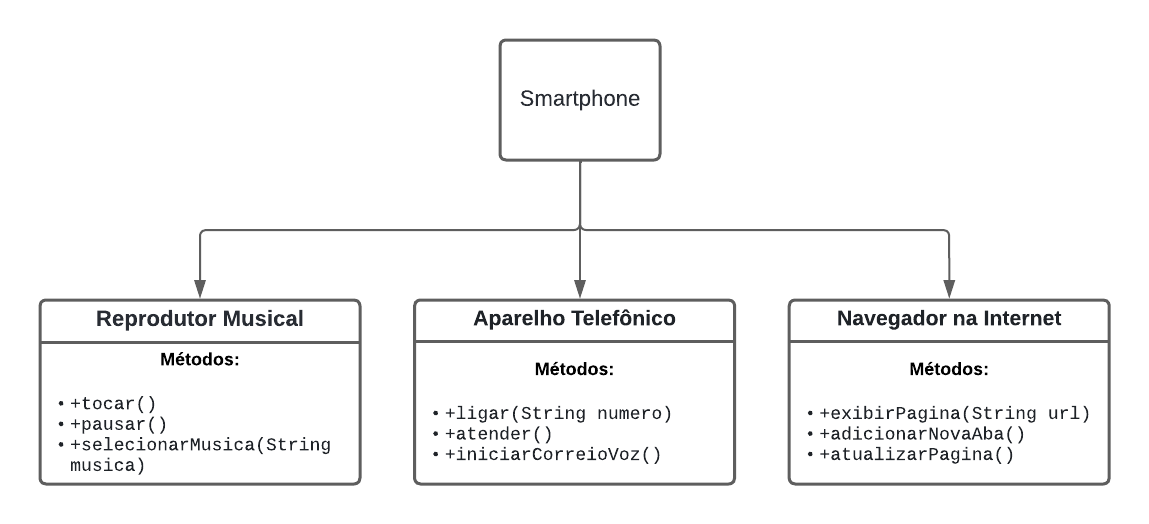 Smartphone
Reprodutor Musical
Métodos:
• +tocar()
• +pausar()
• +selecionarMusica(String
musica)
Aparelho Telefônico
Métodos:
• +ligar(String numero)
• +atender()
• +iniciarCorreioVoz()
Navegador na Internet
Métodos:
• +exibirPagina(String url)
• +adicionarNovaAba()
• +atualizarPagina()